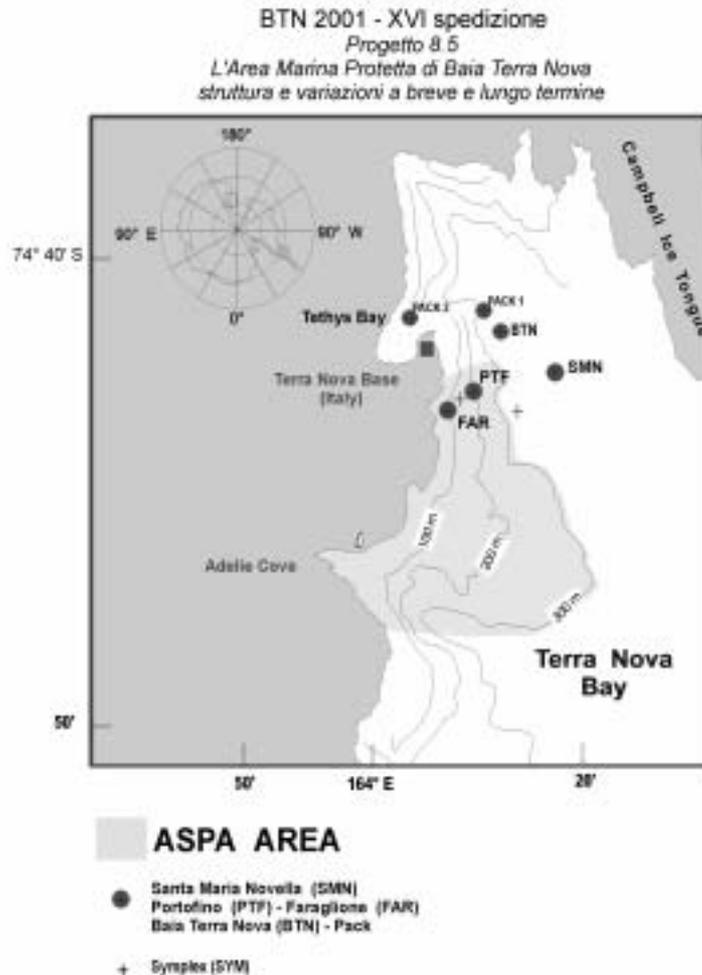 BTN 2001 - XVI spedizione
Progetto 8.5
L'Area Marina Protetta di Baia Terra Nova
struttura e variazioni a breve e lungo termine
180°
90° E
90° W
0°
Campbell Ice Tongue
74° 40' S
PACK 2
PACK 1
Tethys Bay
BTN
Terra Nova Base
(Italy)
PTF
SMN
FAR
100 m
200 m
300 m
Adelie Cove
Terra Nova
Bay
50'
50'
164° E
20'
ASPA AREA
Santa Maria Novella (SMN)
Portofino (PTF) - Faraglione (FAR)
Baia Terra Nova (BTN) - Pack
Symplex (SYM)